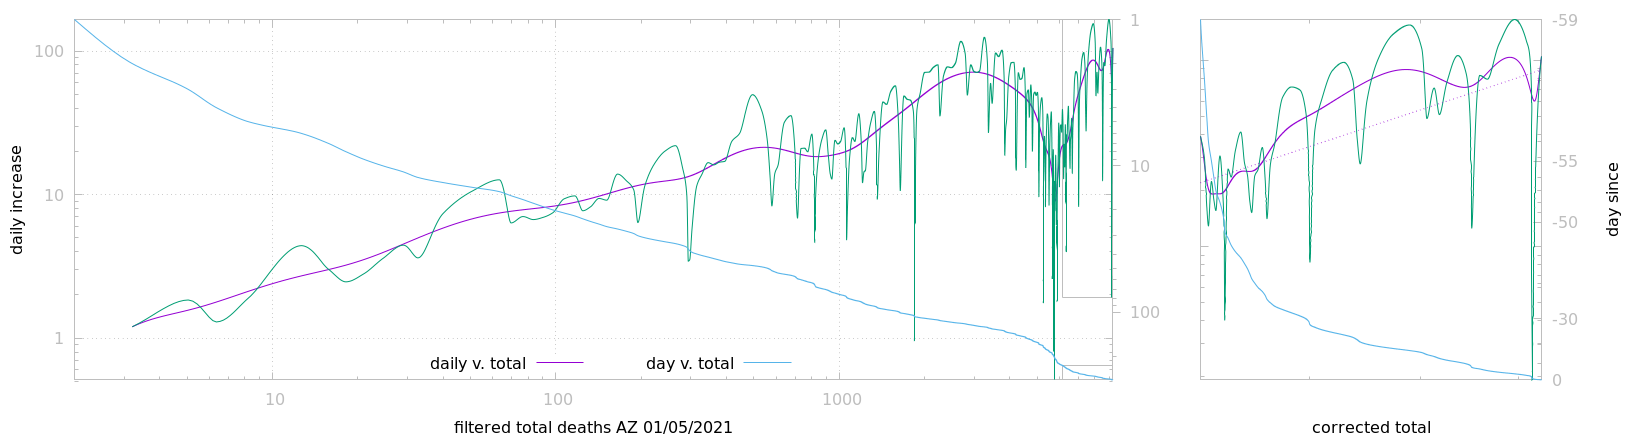 daily increase
100
10
1
10
100
1000
1
10
100
daily v. total
day v. total
filtered total deaths AZ 01/05/2021
-59
-55
-50
-30
0
day since
corrected total